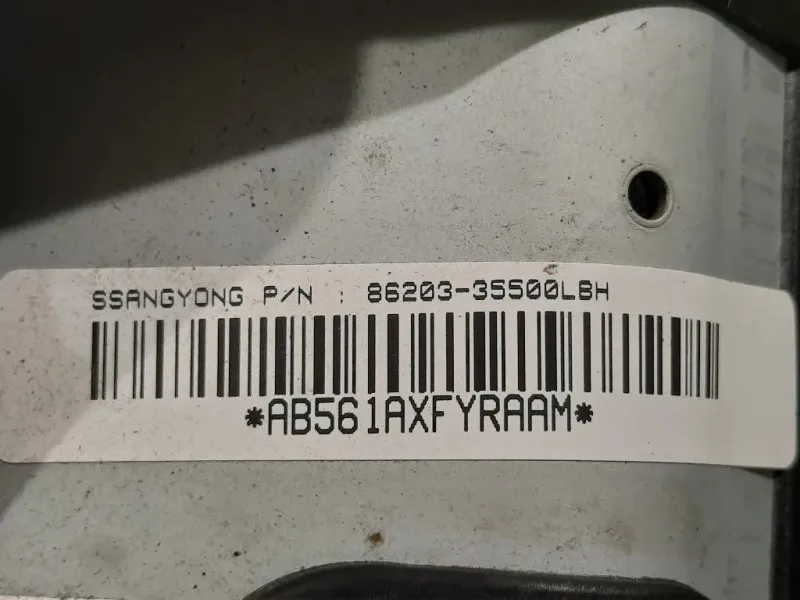 SSANGYONG P/N : 86203-35500LBH
*AB561AXFYRAAM*